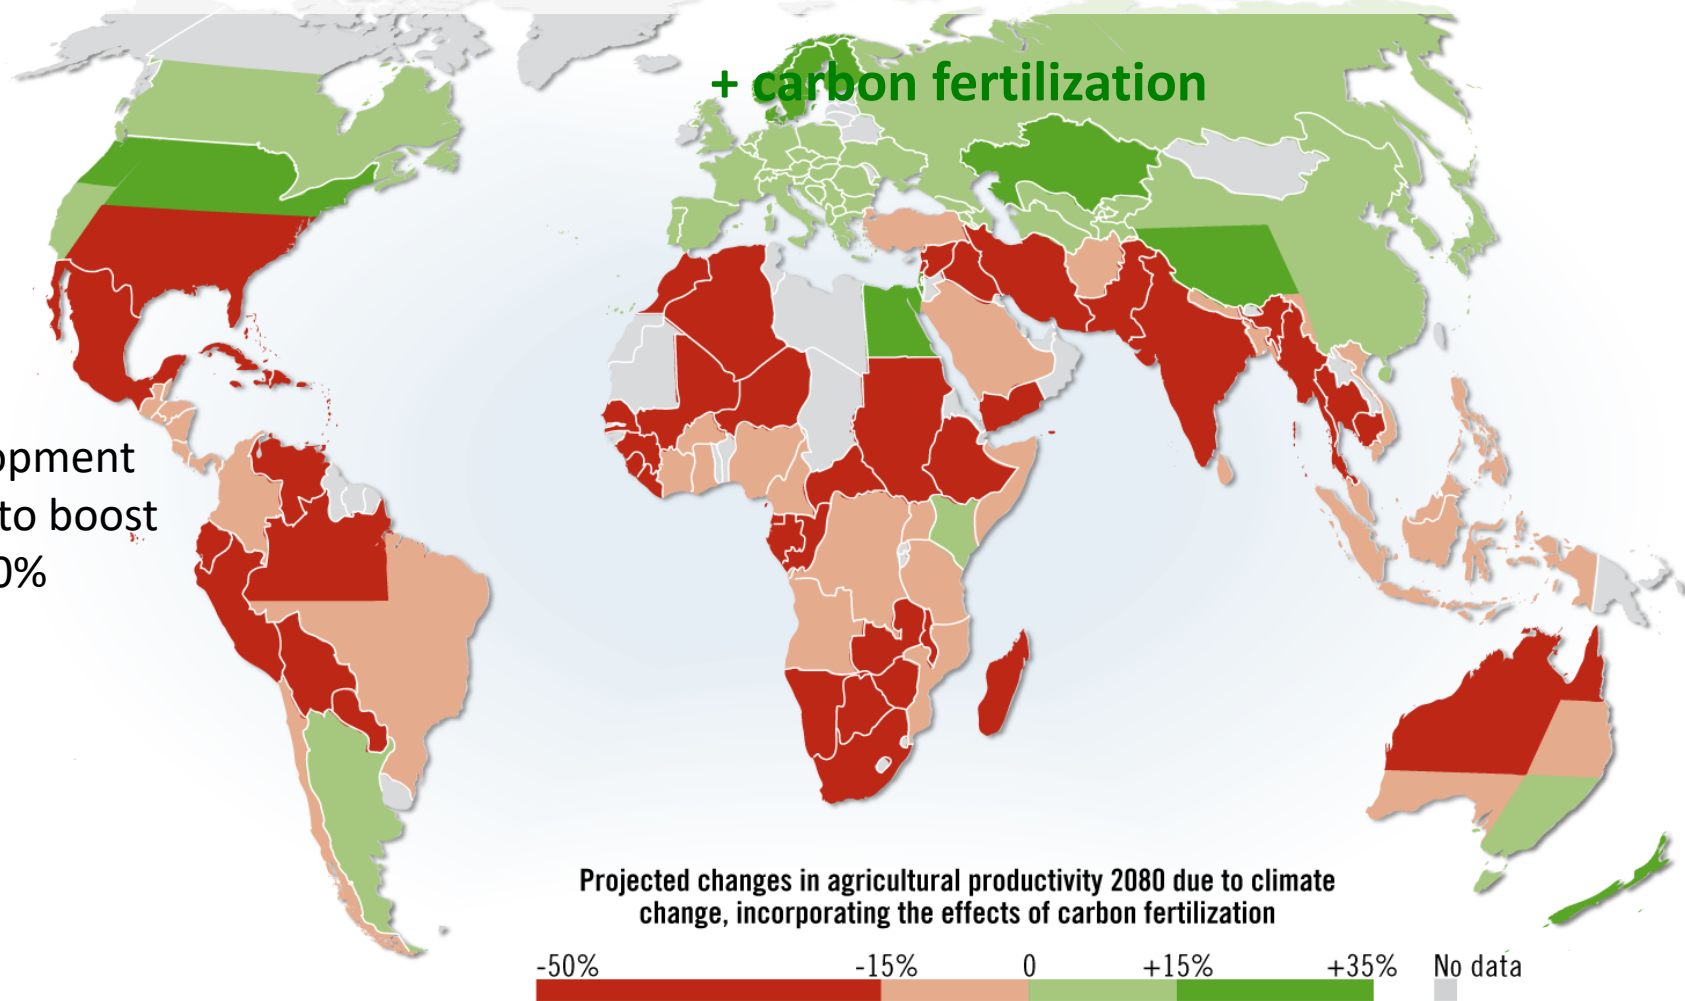 + carbon fertilization
opment
to boost
0%
Projected changes in agricultural productivity 2080 due to climate
change, incorporating the effects of carbon fertilization
-50% -15% 0 +15% +35% No data